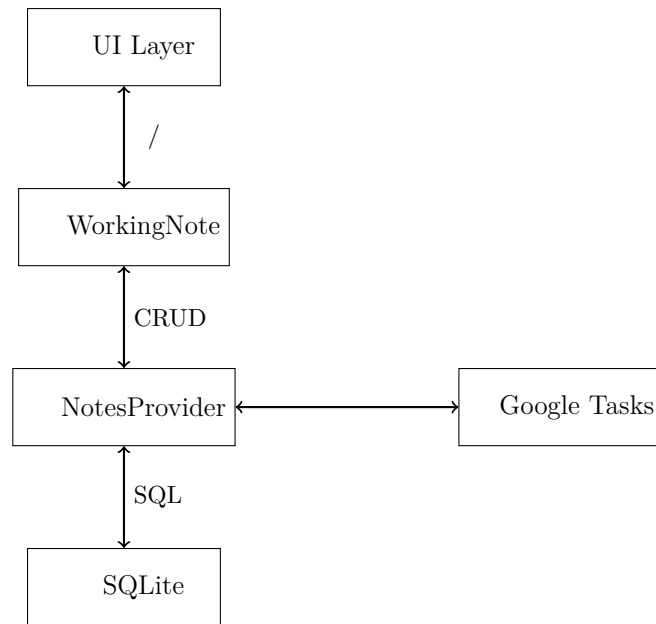 UI Layer
/
WorkingNote
CRUD
NotesProvider
Google Tasks
SQL
SQLite